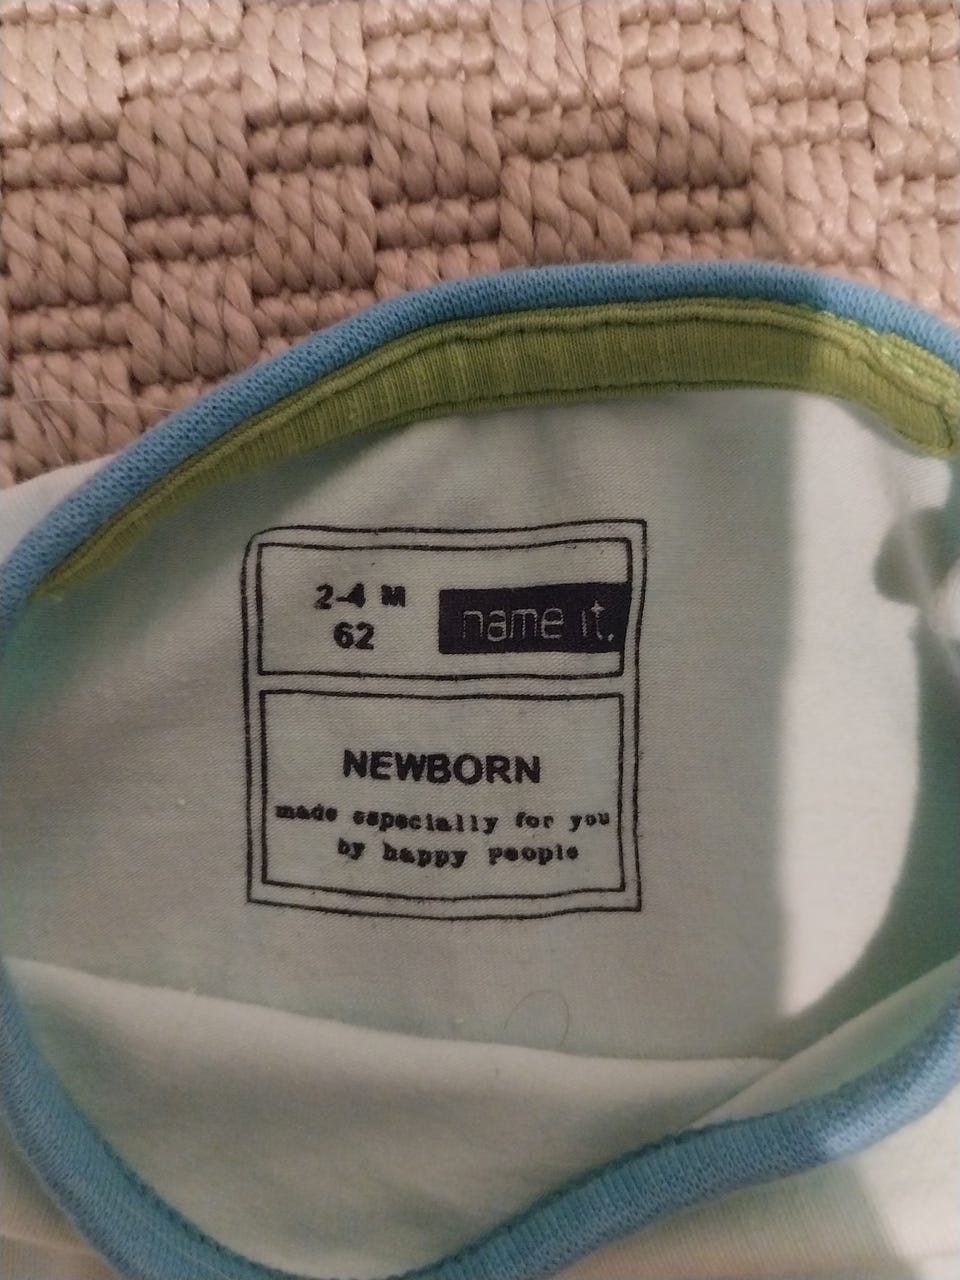 2-4 M
62
name it.
NEWBORN
made especially for you
by happy people